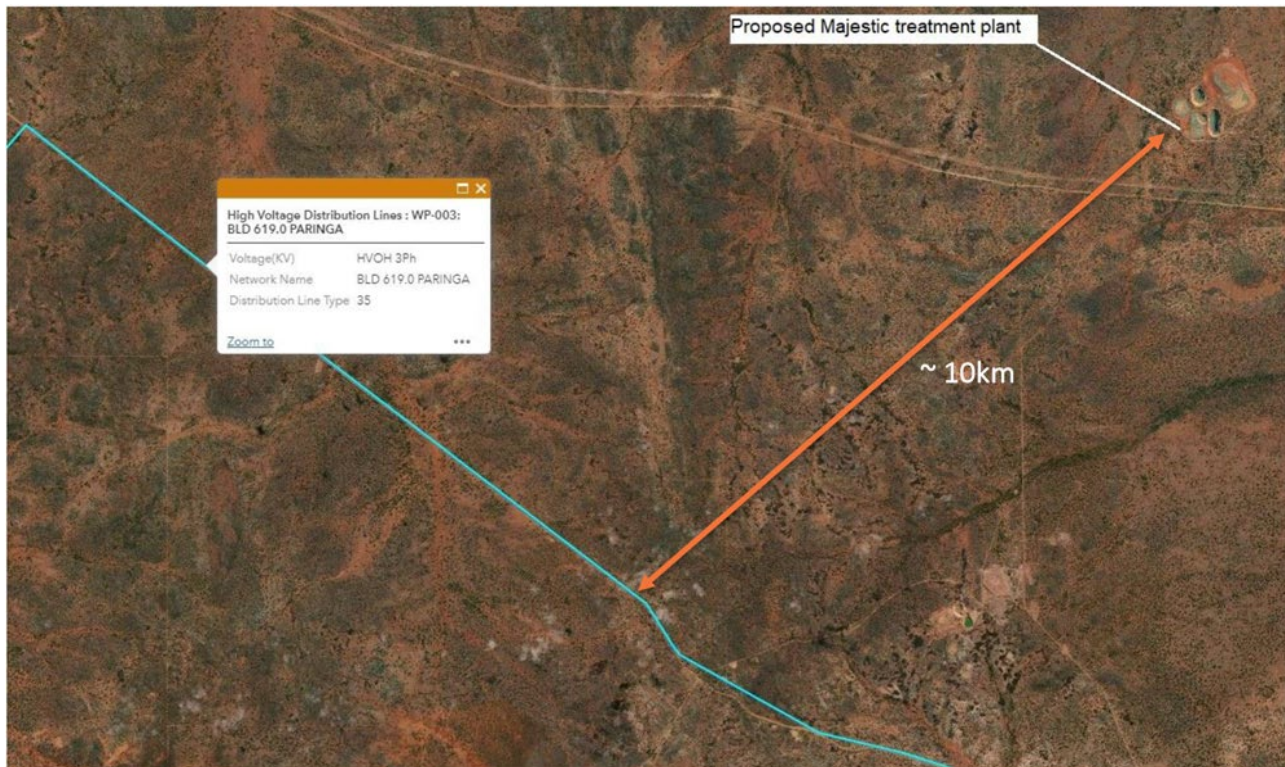 Proposed Majestic treatment plant
High Voltage Distribution Lines : WP-003:
BLD 619.0 PARINGA
Voltage(KV) HVOH 3Ph
Network Name BLD 619.0 PARINGA
Distribution Line Type 35
Zoom to
~ 10km